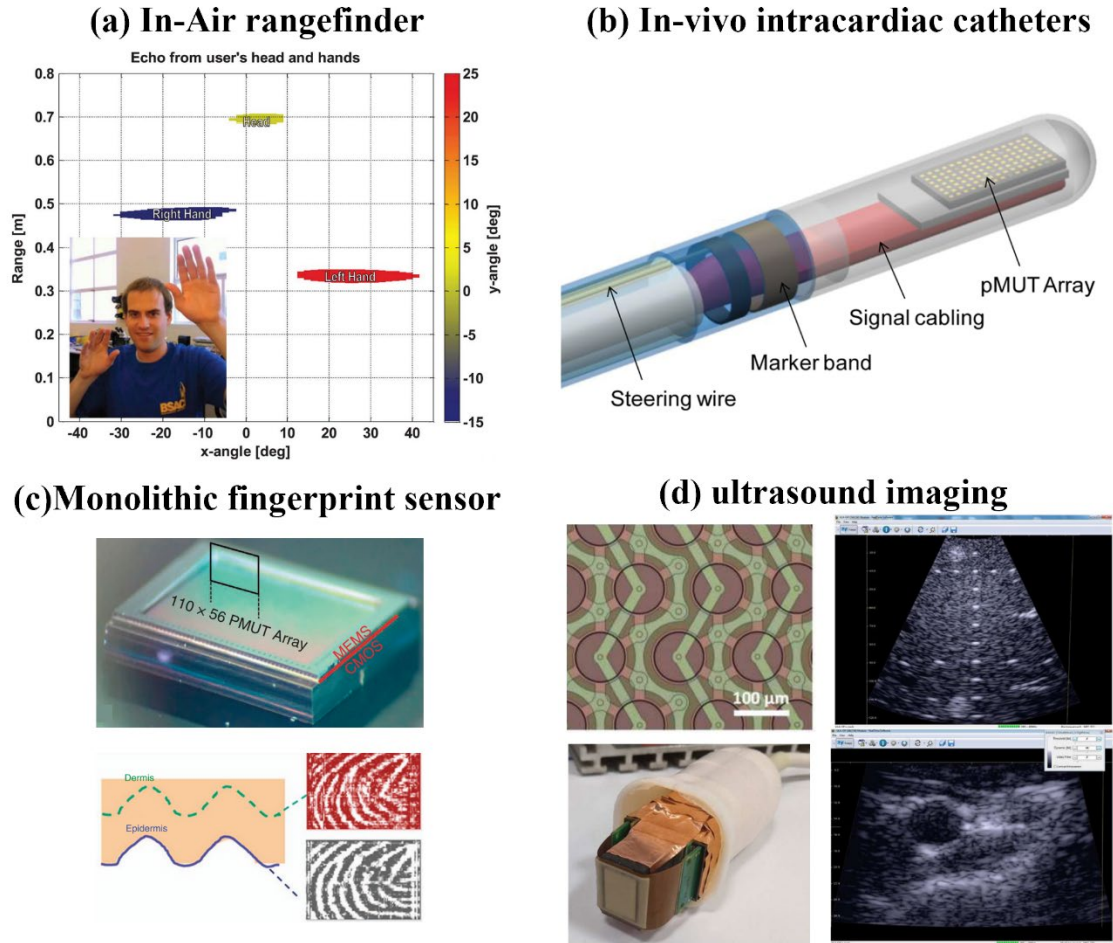 (a) In-Air rangefinder
Echo from user's head and hands
0.8
0.7
0.6
0.5
0.4
0.3
0.2
0.1
0
Range [m]
Head
Right Hand
Left Hand
BSAC
-40 -30 -20 -10 0 10 20 30 40
x-angle [deg]
25
20
15
10
5
0
-5
-10
-15
y-angle [deg]
(b) In-vivo intracardiac catheters
pMUT Array
Signal cabling
Marker band
Steering wire
(c)Monolithic fingerprint sensor
110 × 56 PMUT Array
MEMS
CMOS
Dermis
Epidermis
(d) ultrasound imaging
100 μm